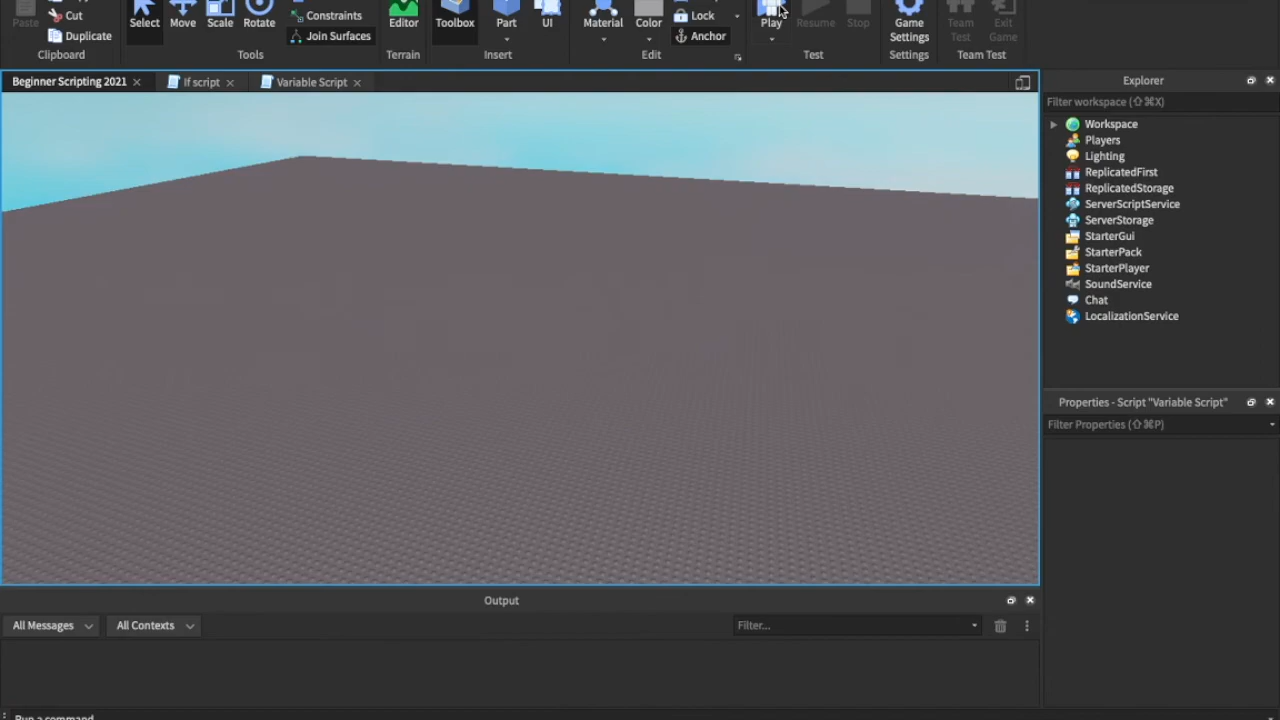 Select Move Scale Rotate
Cut
Duplicate
Constraints
Join Surfaces
Editor Toolbox Part UI Material Color
Lock
Anchor
Play Resume Stop
Game Settings
Team Test
Exit Game
Paste
Clipboard Tools Terrain Insert Edit Test Settings Team Test
Beginner Scripting 2021 If script Variable Script
Explorer
Filter workspace (⇧⌘X)
Workspace
Players
Lighting
ReplicatedFirst
ReplicatedStorage
ServerScriptService
ServerStorage
StarterGui
StarterPack
StarterPlayer
SoundService
Chat
LocalizationService
Properties - Script "Variable Script"
Filter Properties (⇧⌘P)
Output
All Messages All Contexts Filter...
Run a command